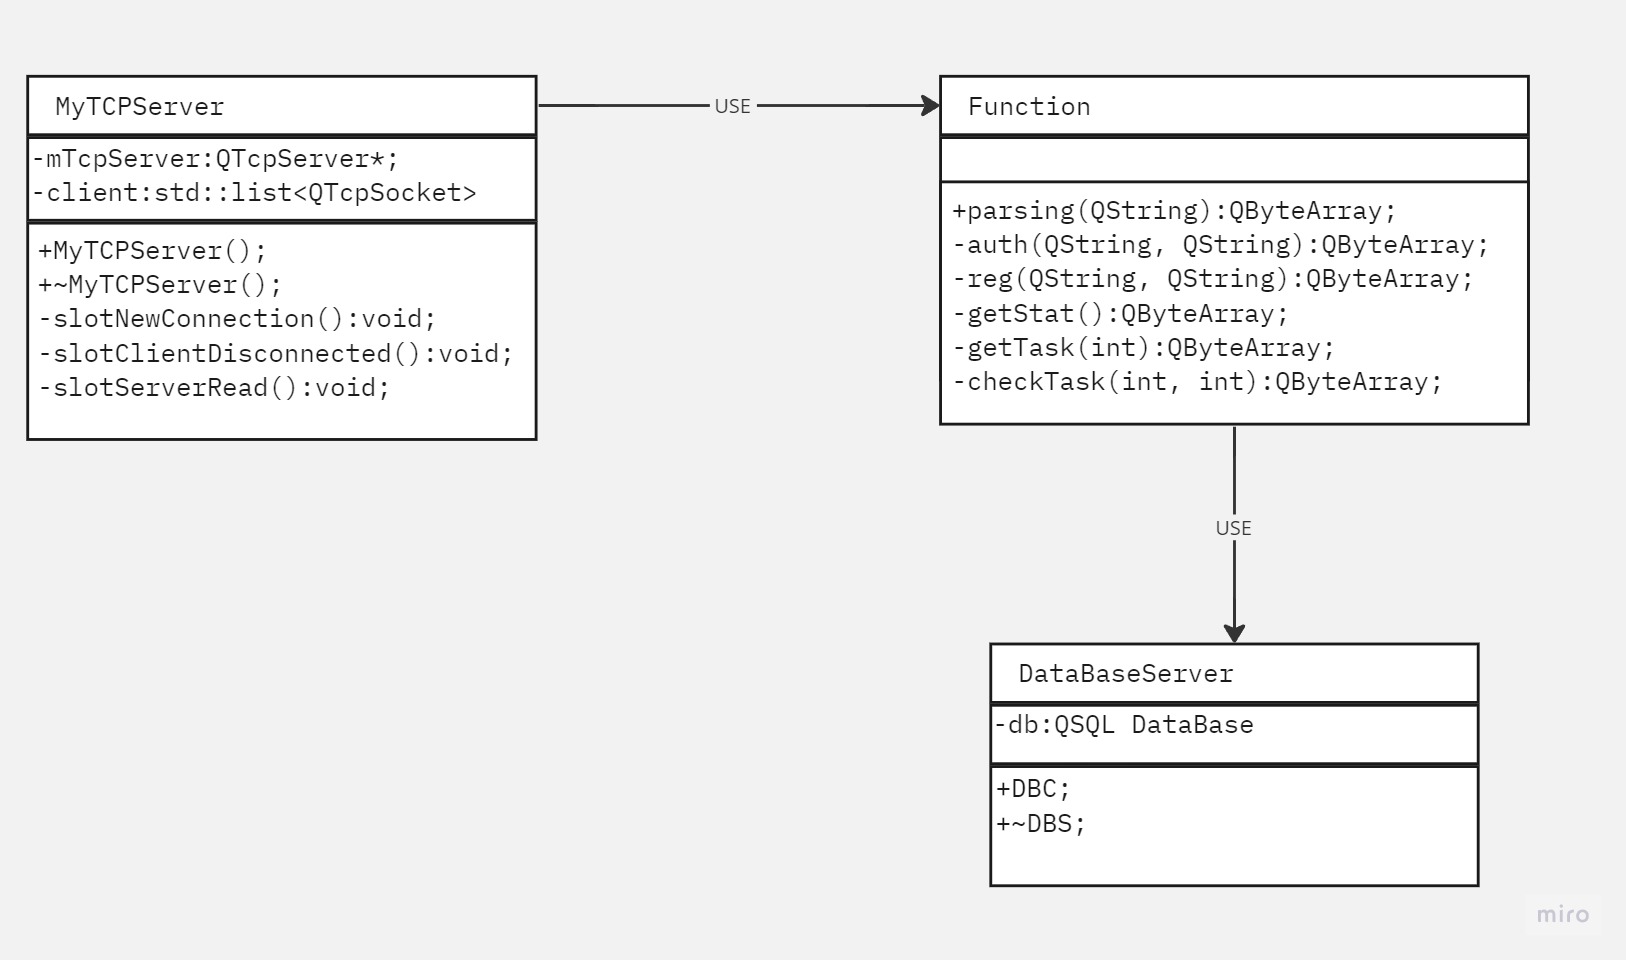 MyTCPServer
-mTcpServer:QTcpServer*;
-client:std::list<QTcpSocket>
+MyTCPServer();
+~MyTCPServer();
-slotNewConnection():void;
-slotClientDisconnected():void;
-slotServerRead():void;
USE
Function
+parsing(QString):QByteArray;
-auth(QString, QString):QByteArray;
-reg(QString, QString):QByteArray;
-getStat():QByteArray;
-getTask(int):QByteArray;
-checkTask(int, int):QByteArray;
USE
DataBaseServer
-db:QSQL DataBase
+DBC;
+~DBS;
miro